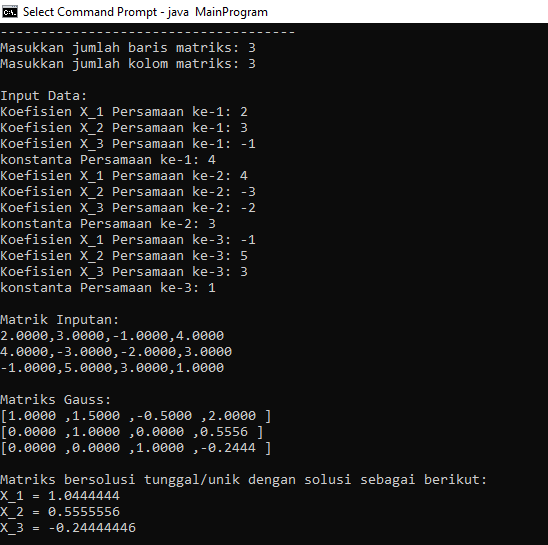 Select Command Prompt - java  MainProgram
-------------------------------------
Masukkan jumlah baris matriks: 3
Masukkan jumlah kolom matriks: 3

Input Data:
Koefisien X_1 Persamaan ke-1: 2
Koefisien X_2 Persamaan ke-1: 3
Koefisien X_3 Persamaan ke-1: -1
konstanta Persamaan ke-1: 4
Koefisien X_1 Persamaan ke-2: 4
Koefisien X_2 Persamaan ke-2: -3
Koefisien X_3 Persamaan ke-2: -2
konstanta Persamaan ke-2: 3
Koefisien X_1 Persamaan ke-3: -1
Koefisien X_2 Persamaan ke-3: 5
Koefisien X_3 Persamaan ke-3: 3
konstanta Persamaan ke-3: 1

Matrik Inputan:
2.0000,3.0000,-1.0000,4.0000
4.0000,-3.0000,-2.0000,3.0000
-1.0000,5.0000,3.0000,1.0000

Matriks Gauss:
[1.0000 ,1.5000 ,-0.5000 ,2.0000 ]
[0.0000 ,1.0000 ,0.0000 ,0.5556 ]
[0.0000 ,0.0000 ,1.0000 ,-0.2444 ]

Matriks bersolusi tunggal/unik dengan solusi sebagai berikut:
X_1 = 1.0444444
X_2 = 0.5555556
X_3 = -0.24444446